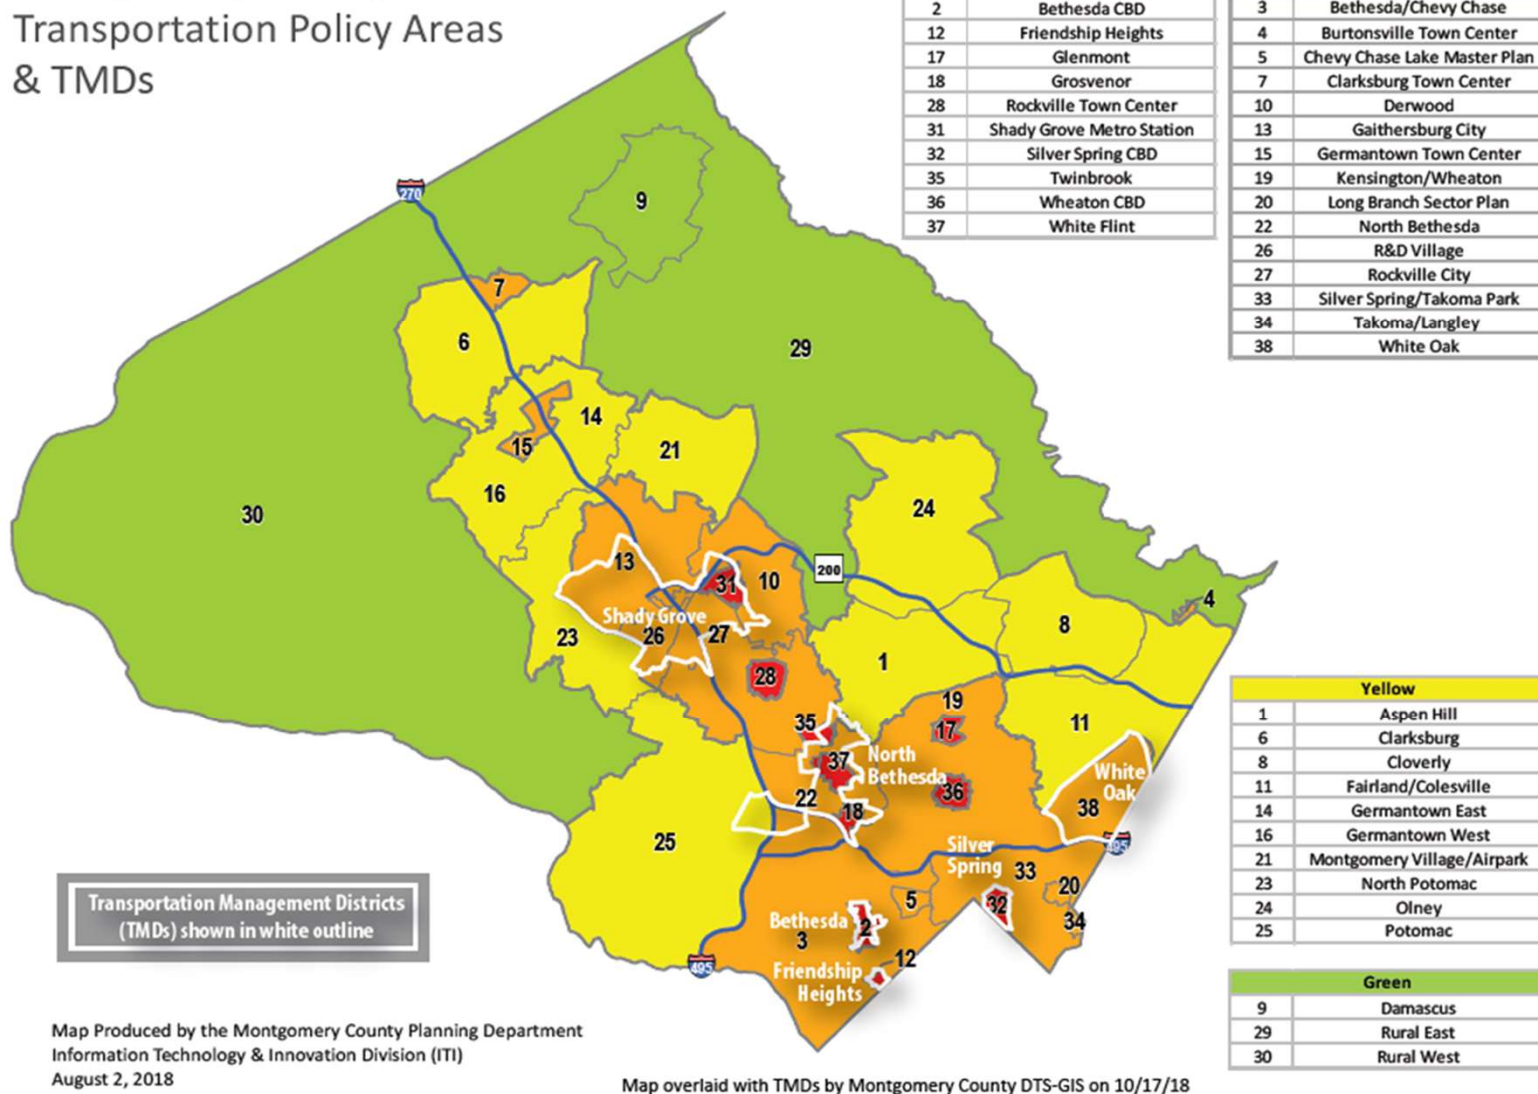 Transportation Policy Areas
& TMDs
2 Bethesda CBD
12 Friendship Heights
17 Glenmont
18 Grosvenor
28 Rockville Town Center
31 Shady Grove Metro Station
32 Silver Spring CBD
35 Twinbrook
36 Wheaton CBD
37 White Flint
3 Bethesda/Chevy Chase
4 Burtonsville Town Center
5 Chevy Chase Lake Master Plan
7 Clarksburg Town Center
10 Derwood
13 Gaithersburg City
15 Germantown Town Center
19 Kensington/Wheaton
20 Long Branch Sector Plan
22 North Bethesda
26 R&D Village
27 Rockville City
33 Silver Spring/Takoma Park
34 Takoma/Langley
38 White Oak
270
9
7
6
29
14
15
21
16
24
30
13
31
10
200
4
Shady Grove
23
26
27
8
1
28
19
35
17
11
37
North
Bethesda
White
Oak
36
22
18
38
25
495
Silver
Spring
33
20
5
32
34
Bethesda
2
3
12
495
Friendship
Heights
Yellow
1 Aspen Hill
6 Clarksburg
8 Cloverly
11 Fairland/Colesville
14 Germantown East
16 Germantown West
21 Montgomery Village/Airpark
23 North Potomac
24 Olney
25 Potomac
Green
9 Damascus
29 Rural East
30 Rural West
Transportation Management Districts
(TMDs) shown in white outline
Map Produced by the Montgomery County Planning Department
Information Technology & Innovation Division (ITI)
August 2, 2018
Map overlaid with TMDs by Montgomery County DTS-GIS on 10/17/18